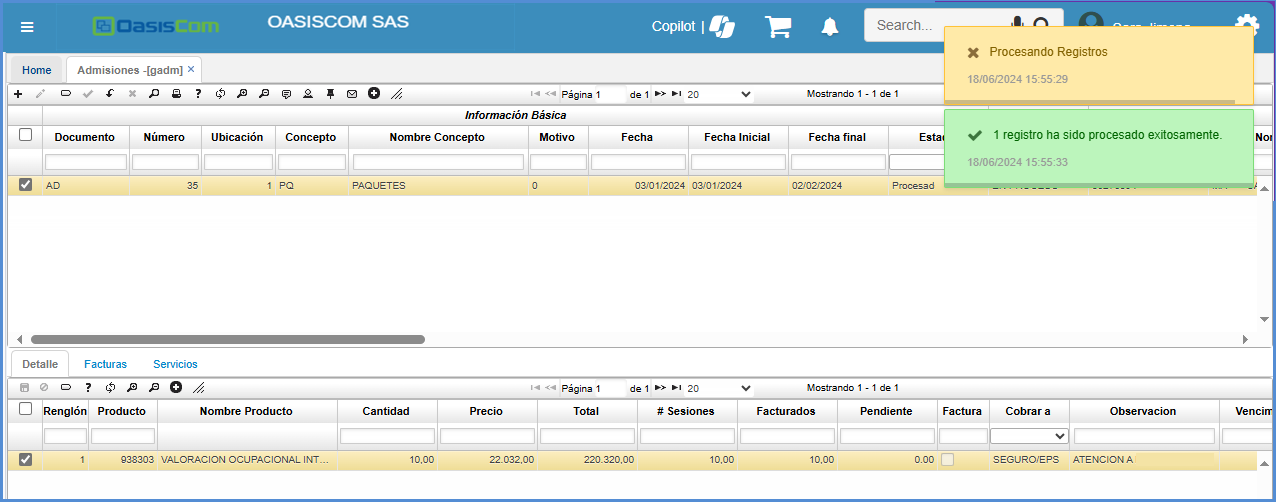 OasisCom
OASISCOM SAS
Copilot |
Search...
Procesando Registros
18/06/2024 15:55:29
1 registro ha sido procesado exitosamente.
18/06/2024 15:55:33
Home
Admisiones -[gadm] ×
Página 1 de 1 20 Mostrando 1 - 1 de 1
Información Básica
Documento Número Ubicación Concepto Nombre Concepto Motivo Fecha Fecha Inicial Fecha final
AD 35 1 PQ PAQUETES 0 03/01/2024 03/01/2024 02/02/2024 Procesad
Detalle Facturas Servicios
Página 1 de 1 20 Mostrando 1 - 1 de 1
Renglón Producto Nombre Producto Cantidad Precio Total # Sesiones Facturados Pendiente Factura Cobrar a Observacion Vencim
1 938303 VALORACION OCUPACIONAL INT... 10,00 22.032,00 220.320,00 10,00 10,00 0.00 SEGURO/EPS ATENCION A